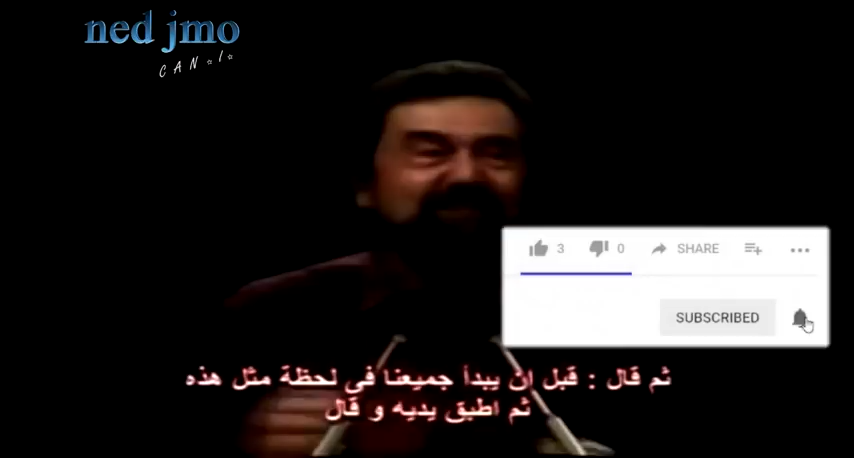 ned jmo
CAN☆I☆
3 0 SHARE
SUBSCRIBED
ثم قال : قبل ان يبدأ جميعنا في لحظة مثل هذه
ثم اطبق يديه و قال